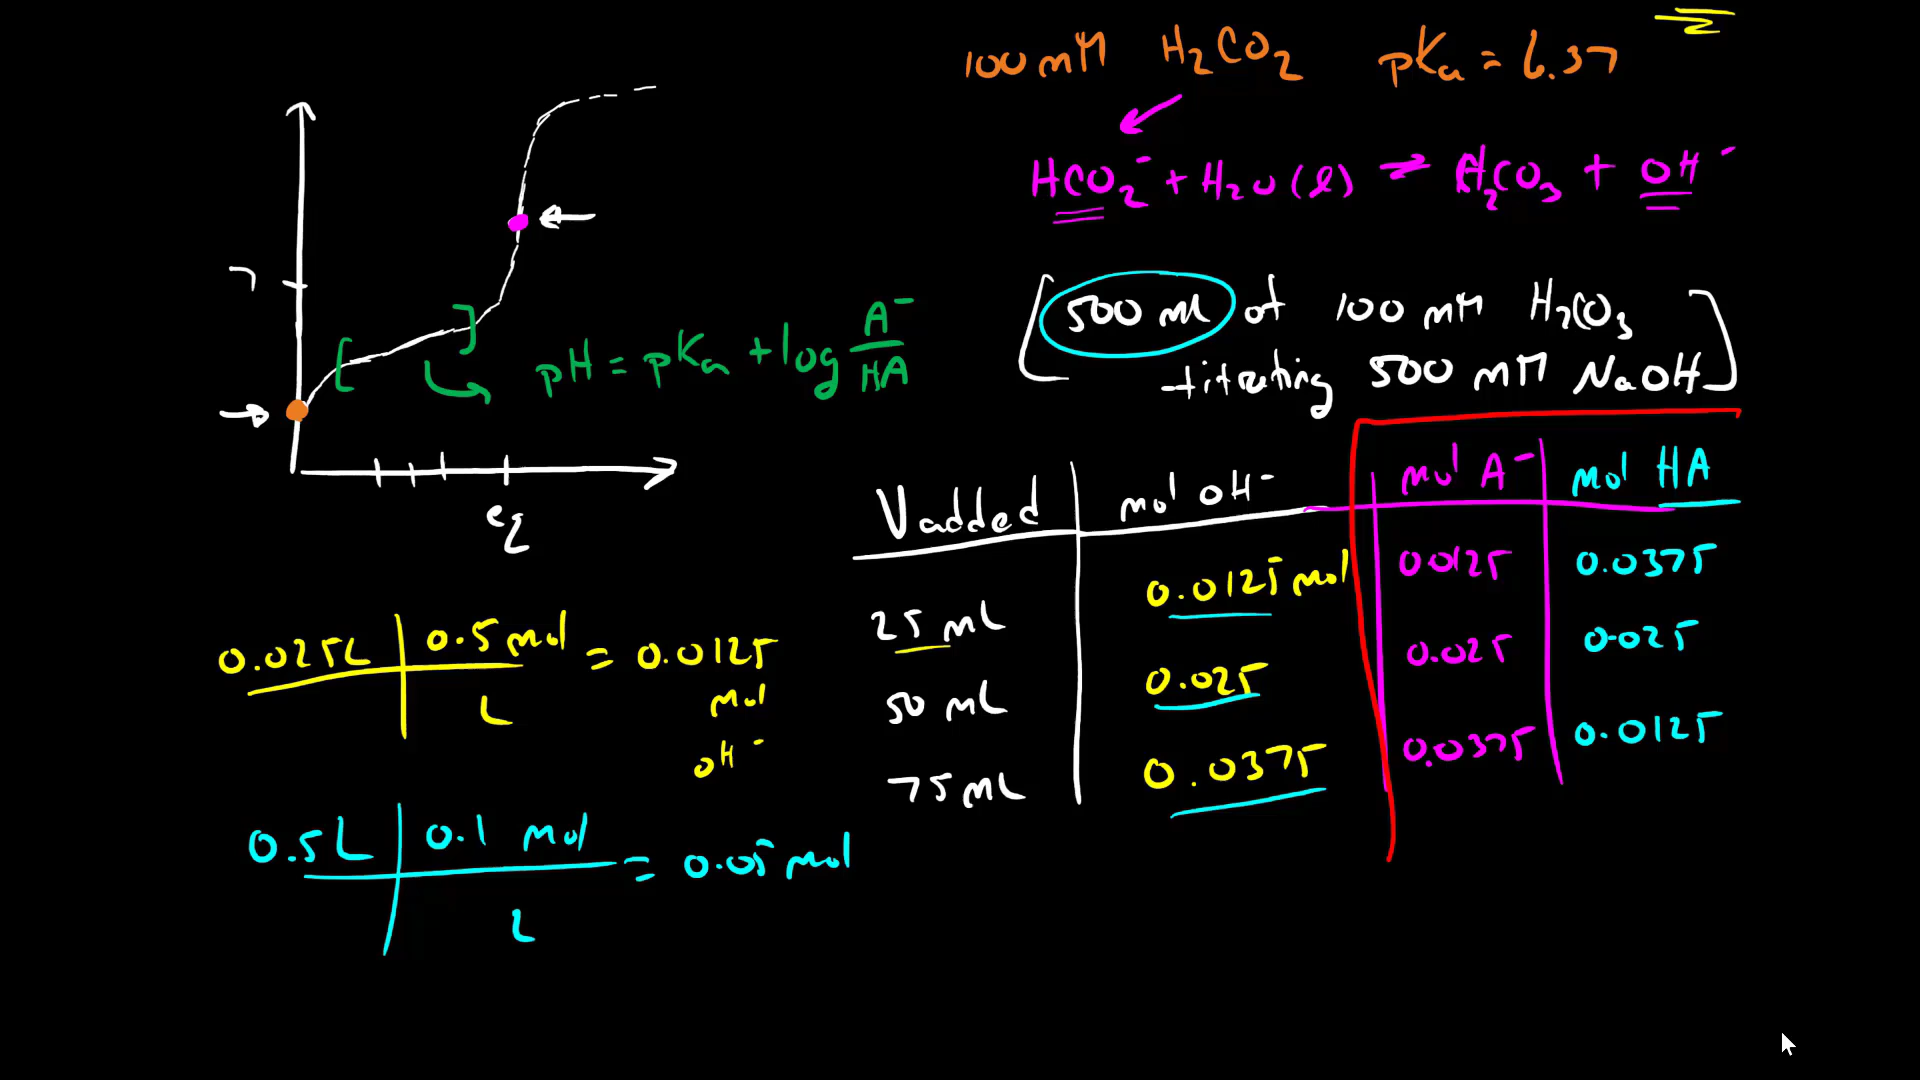 100 mM H₂CO₂ pKa = 6.37
HCO₂⁻ + H₂O (l) ⇌ H₂CO₃ + OH⁻
7
[500 mL of 100 mM H₂CO₃
titrating 500 mM NaOH]
pH = pKa + log A⁻/HA
eq
Vadded | mol OH⁻ | mol A⁻ | mol HA
25 mL | 0.0125 mol | 0.0125 | 0.0375
50 mL | 0.025 | 0.025 | 0.025
75 mL | 0.0375 | 0.0375 | 0.0125
0.025L | 0.5 mol = 0.0125
L mol
OH⁻
0.5L | 0.1 mol = 0.05 mol
L